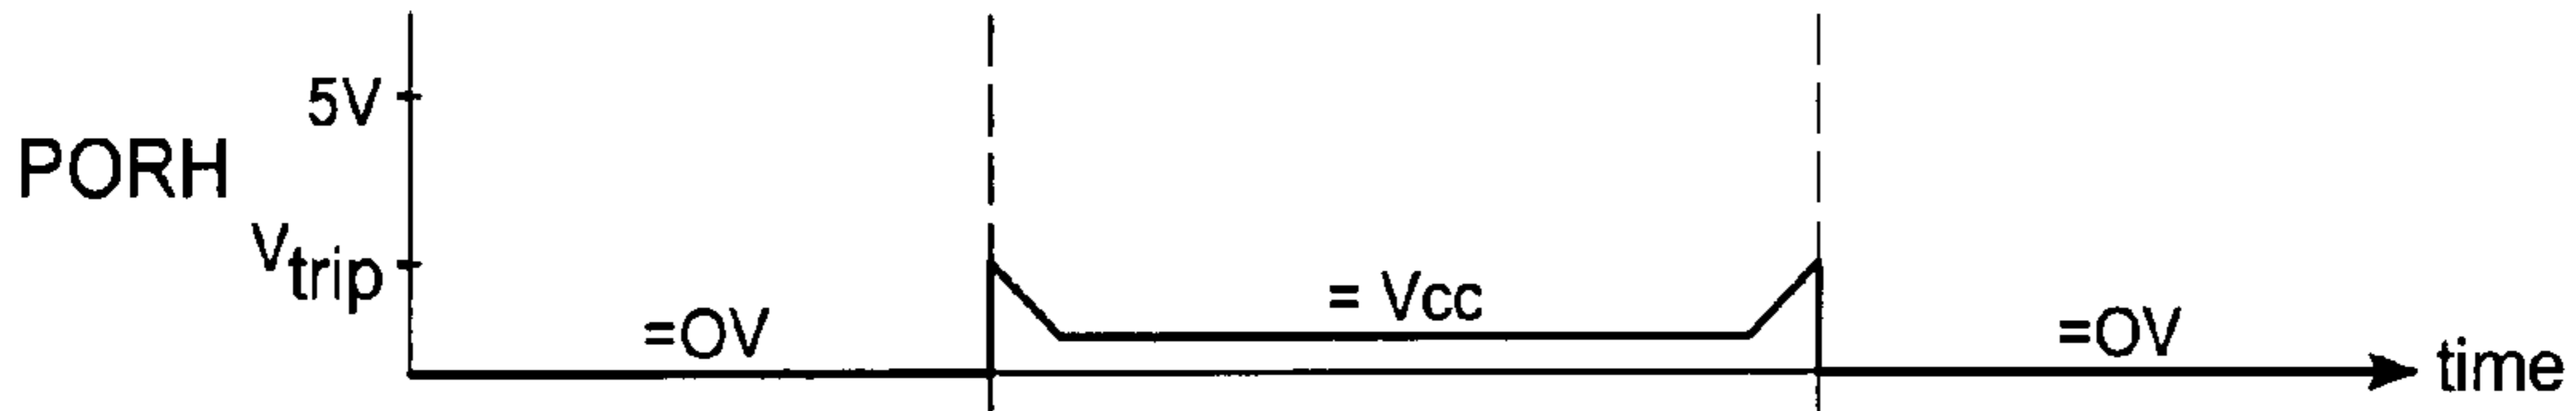 5V
PORH
Vtrip
=OV
= Vcc
=OV
time